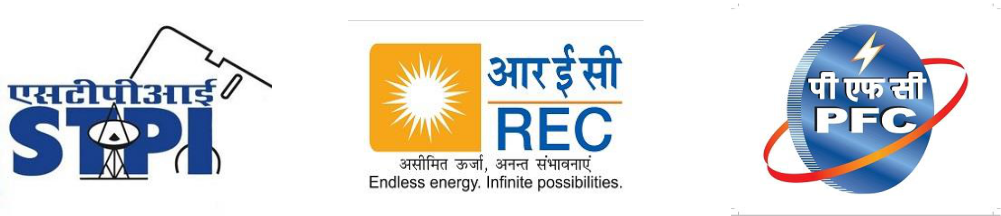 एसटीपीआई
STPI
आर ई सी
REC
असीमित ऊर्जा, अनन्त संभावनाएं
Endless energy. Infinite possibilities.
पी एफ सी
PFC